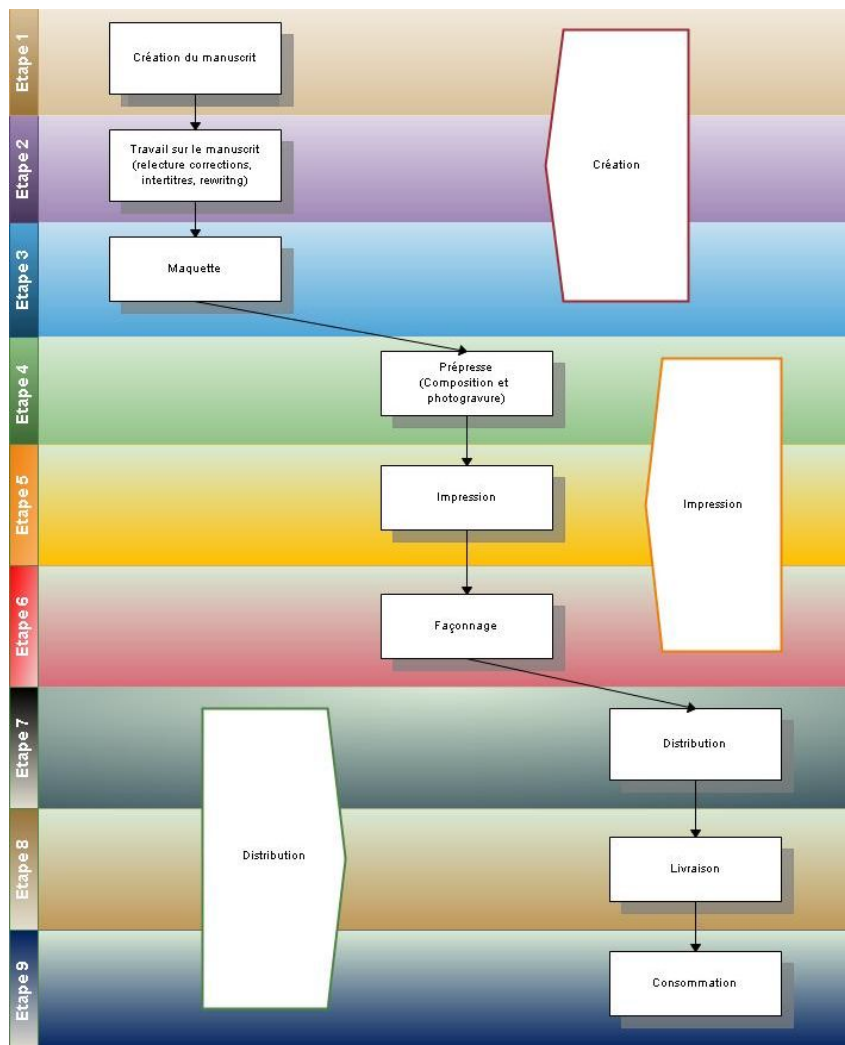 Etape 1
Création du manuscrit
Etape 2
Travail sur le manuscrit
(relecture corrections,
intertitres, rewritng)
Création
Etape 3
Maquette
Etape 4
Prépresse
(Composition et
photogravure)
Etape 5
Impression
Impression
Etape 6
Façonnage
Etape 7
Distribution
Etape 8
Distribution
Livraison
Etape 9
Consommation